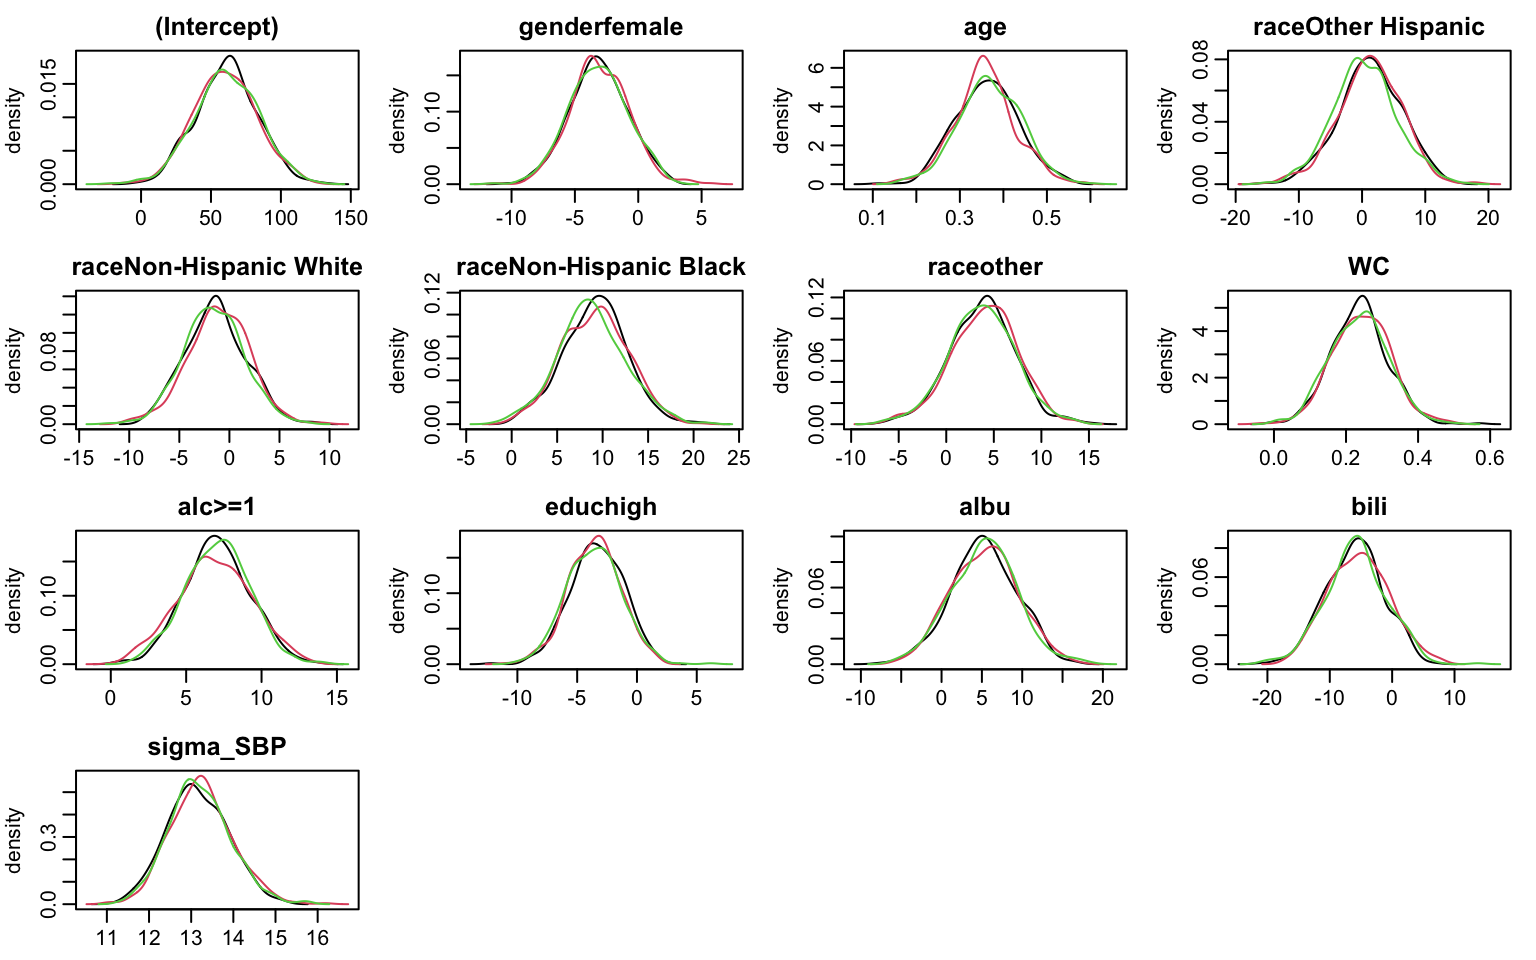 (Intercept)
density
0.000 0.015
0 50 100 150
genderfemale
density
0.00 0.10
-10 -5 0 5
age
density
0 2 4 6
0.1 0.3 0.5
raceOther Hispanic
density
0.00 0.04 0.08
-20 -10 0 10 20
raceNon-Hispanic White
density
0.00 0.08
-15 -10 -5 0 5 10
raceNon-Hispanic Black
density
0.00 0.06 0.12
-5 0 5 10 15 20 25
raceother
density
0.00 0.06 0.12
-10 -5 0 5 10 15
WC
density
0 2 4
0.0 0.2 0.4 0.6
alc>=1
density
0.00 0.10
0 5 10 15
educhigh
density
0.00 0.10
-10 -5 0 5
albu
density
0.00 0.06
-10 0 5 10 20
bili
density
0.00 0.06
-20 -10 0 10
sigma_SBP
density
0.0 0.3
11 12 13 14 15 16